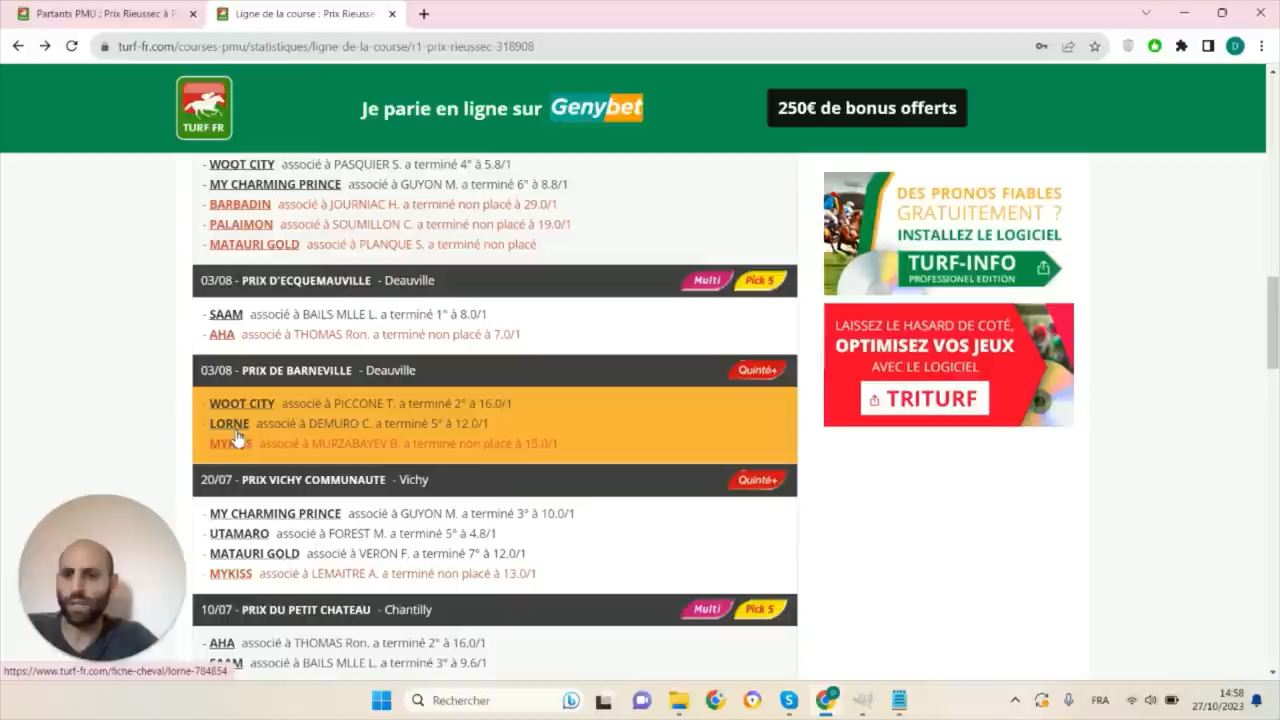 Partants PMU : Prix Rieussec à P
Ligne de la course : Prix Rieusse
turf-fr.com/courses-pmu/statistiques/ligne-de-la-course/r1-prix-rieussec-318908
D
TURF FR
Je parie en ligne sur Genybet
250€ de bonus offerts
- WOOT CITY associé à PASQUIER S. a terminé 4° à 5.8/1
- MY CHARMING PRINCE associé à GUYON M. a terminé 6° à 8.8/1
- BARBADIN associé à JOURNIAC H. a terminé non placé à 29.0/1
- PALAIMON associé à SOUMILLON C. a terminé non placé à 19.0/1
- MATAURI GOLD associé à PLANQUE S. a terminé non placé
03/08 - PRIX D'ECQUEMAUVILLE - Deauville Multi Pick 5
- SAAM associé à BAILS MLLE L. a terminé 1° à 8.0/1
- AHA associé à THOMAS Ron. a terminé non placé à 7.0/1
03/08 - PRIX DE BARNEVILLE - Deauville Quinté+
- WOOT CITY associé à PICCONE T. a terminé 2° à 16.0/1
- LORNE associé à DEMURO C. a terminé 5° à 12.0/1
- MYKISS associé à MURZABAYEV B. a terminé non placé à 15.0/1
20/07 - PRIX VICHY COMMUNAUTE - Vichy Quinté+
- MY CHARMING PRINCE associé à GUYON M. a terminé 3° à 10.0/1
- UTAMARO associé à FOREST M. a terminé 5° à 4.8/1
- MATAURI GOLD associé à VERON F. a terminé 7° à 12.0/1
- MYKISS associé à LEMAITRE A. a terminé non placé à 13.0/1
10/07 - PRIX DU PETIT CHATEAU - Chantilly Multi Pick 5
- AHA associé à THOMAS Ron. a terminé 2° à 16.0/1
- SAAM associé à BAILS MLLE L. a terminé 3° à 9.6/1
DES PRONOS FIABLES
GRATUITEMENT ?
INSTALLEZ LE LOGICIEL
TURF-INFO
PROFESSIONEL EDITION
LAISSEZ LE HASARD DE COTÉ,
OPTIMISEZ VOS JEUX
AVEC LE LOGICIEL
TRITURF
https://www.turf-fr.com/fiche-cheval/lorne-784854
Rechercher
FRA
14:58
27/10/2023